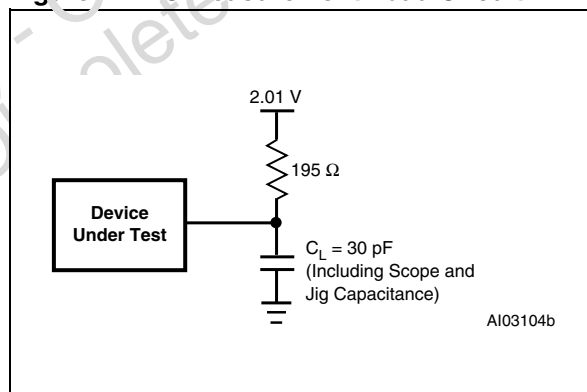 2.01 V
195 Ω
Device
Under Test
C_L = 30 pF
(Including Scope and
Jig Capacitance)
AI03104b